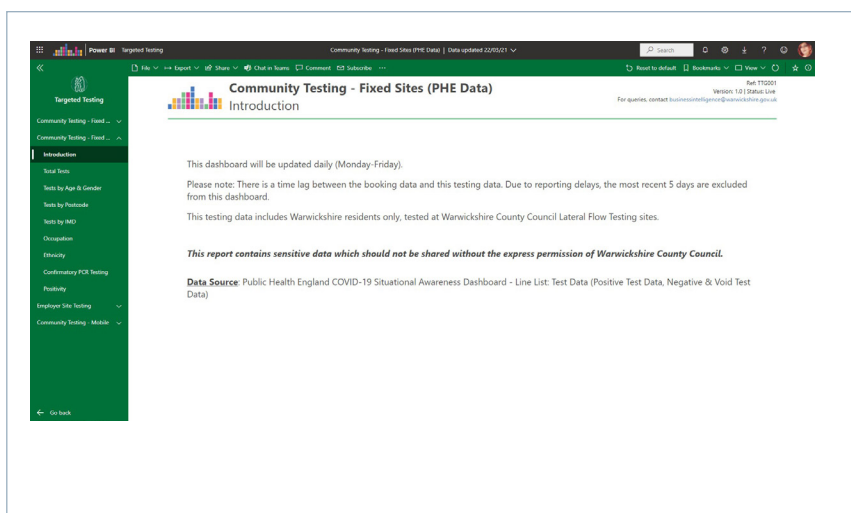 Power BI Targeted Testing
Community Testing - Fixed Sites (PHE Data) | Data updated 22/03/21
Search
?
File Export Share Chat in Teams Comment Subscribe ...
Reset to default Bookmarks View
Targeted Testing
Community Testing - Fixed ...
Community Testing - Fixed ...
Introduction
Total Tests
Tests by Age & Gender
Tests by Postcode
Tests by IMD
Occupation
Ethnicity
Confirmatory PCR Testing
Positivity
Employer Site Testing
Community Testing - Mobile
Go back
Community Testing - Fixed Sites (PHE Data)
Introduction
Ref: TTG001
Version: 1.0 | Status: Live
For queries, contact businessintelligence@warwickshire.gov.uk
This dashboard will be updated daily (Monday-Friday).
Please note: There is a time lag between the booking data and this testing data. Due to reporting delays, the most recent 5 days are excluded
from this dashboard.
This testing data includes Warwickshire residents only, tested at Warwickshire County Council Lateral Flow Testing sites.
This report contains sensitive data which should not be shared without the express permission of Warwickshire County Council.
Data Source: Public Health England COVID-19 Situational Awareness Dashboard - Line List: Test Data (Positive Test Data, Negative & Void Test
Data)